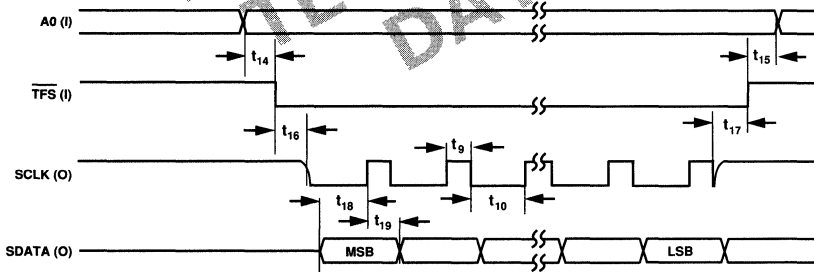 A0 (I)
t14
t15
TFS (I)
t16
t9
t17
SCLK (O)
t18
t10
t19
SDATA (O)
MSB
LSB